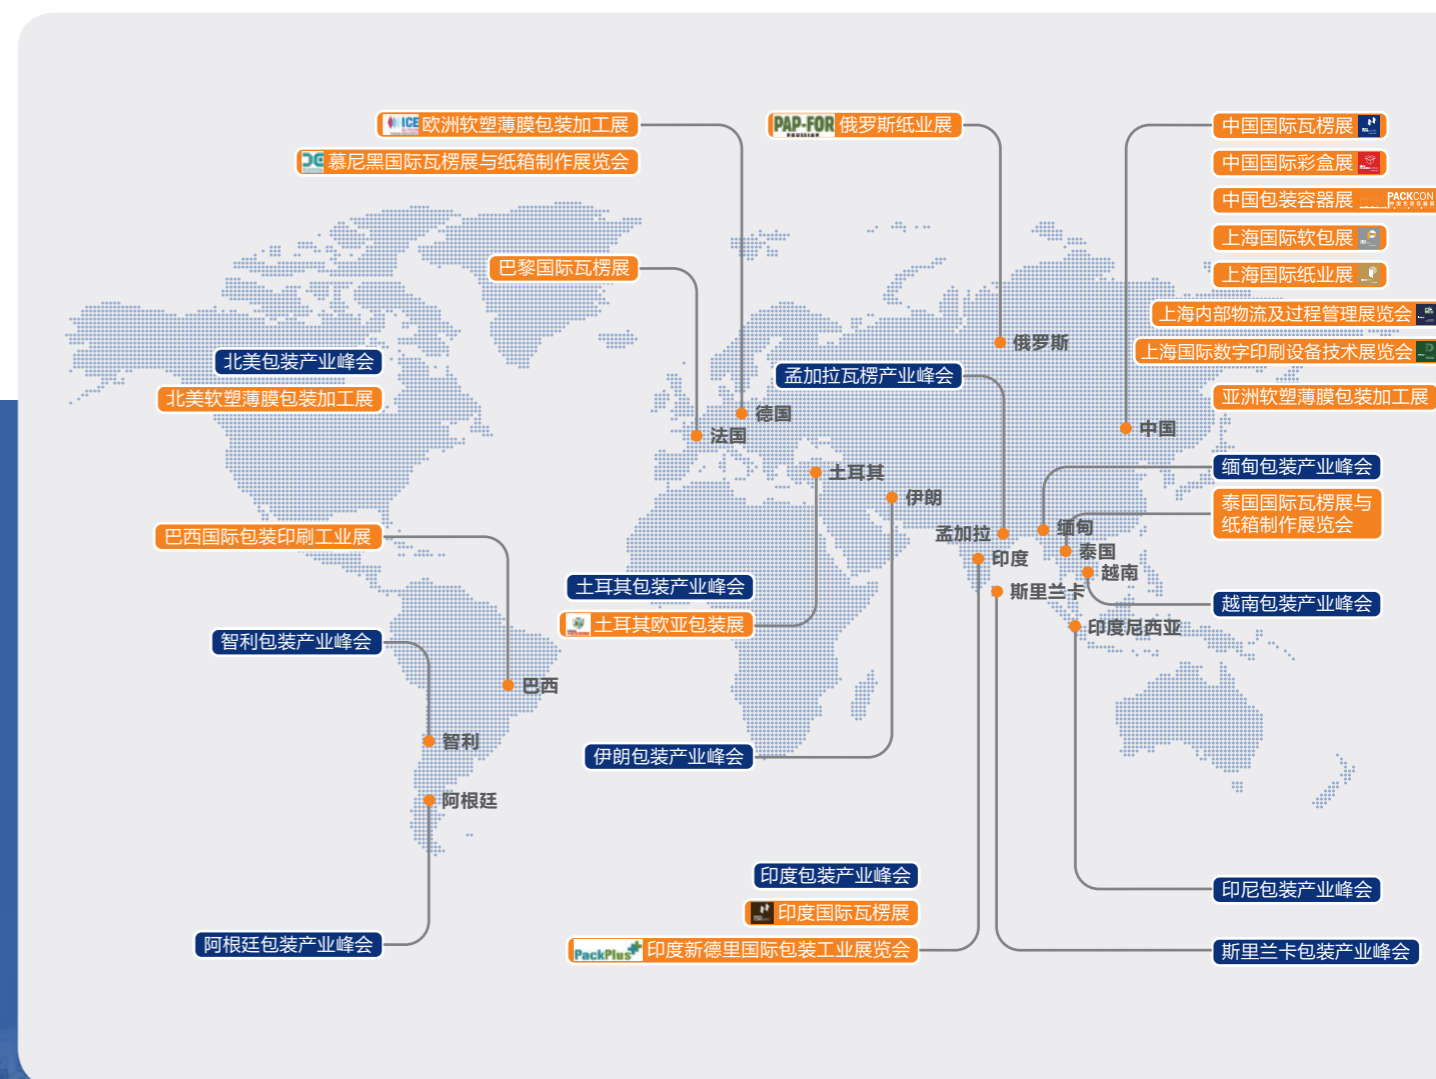 ICE 欧洲软塑薄膜包装加工展
慕尼黑国际瓦楞展与纸箱制作展览会
PAP-FOR 俄罗斯纸业展
中国国际瓦楞展
中国国际彩盒展
中国包装容器展 PACKCON
上海国际软包展
上海国际纸业展
上海内部物流及过程管理展览会
上海国际数字印刷设备技术展览会
亚洲软塑薄膜包装加工展
巴黎国际瓦楞展
俄罗斯
北美包装产业峰会
北美软塑薄膜包装加工展
孟加拉瓦楞产业峰会
德国
法国
中国
土耳其
伊朗
缅甸包装产业峰会
泰国国际瓦楞展与
纸箱制作展览会
巴西国际包装印刷工业展
孟加拉
缅甸
印度
泰国
越南
斯里兰卡
土耳其包装产业峰会
土耳其欧亚包装展
越南包装产业峰会
印度尼西亚
智利包装产业峰会
巴西
智利
伊朗包装产业峰会
阿根廷
印度包装产业峰会
印度国际瓦楞展
PackPlus 印度新德里国际包装工业展览会
印尼包装产业峰会
阿根廷包装产业峰会
斯里兰卡包装产业峰会